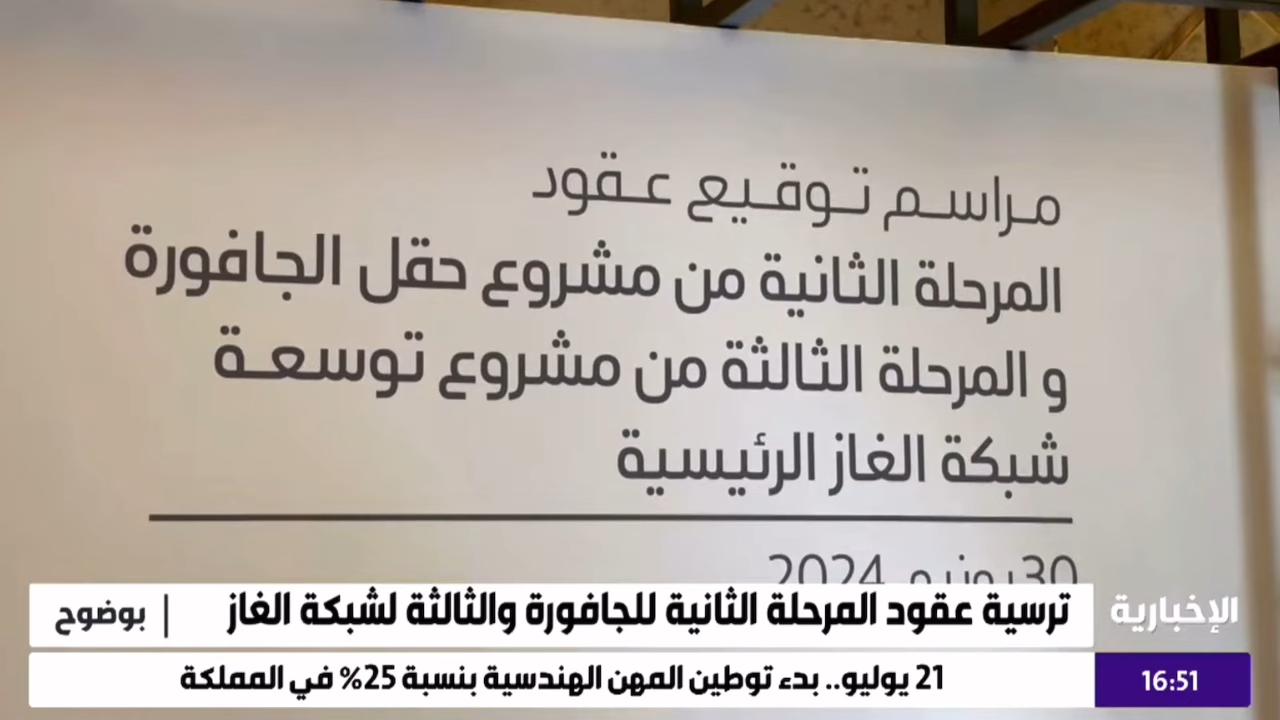 مراسم توقيع عقود
المرحلة الثانية من مشروع حقل الجافورة
و المرحلة الثالثة من مشروع توسعة
شبكة الغاز الرئيسية
30 يونيو 2024
الإخبارية
ترسية عقود المرحلة الثانية للجافورة والثالثة لشبكة الغاز | بوضوح
16:51
21 يوليو.. بدء توطين المهن الهندسية بنسبة 25% في المملكة